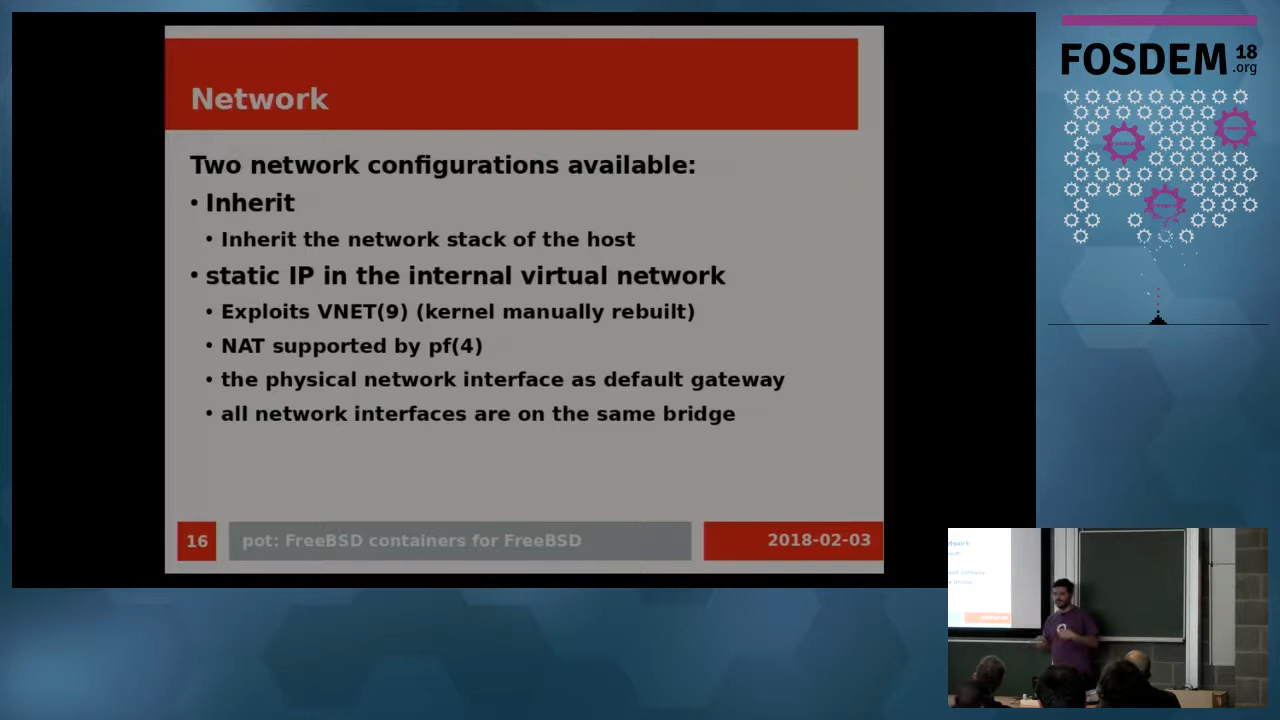 Network
Two network configurations available:
• Inherit
• Inherit the network stack of the host
• static IP in the internal virtual network
• Exploits VNET(9) (kernel manually rebuilt)
• NAT supported by pf(4)
• the physical network interface as default gateway
• all network interfaces are on the same bridge
16
pot: FreeBSD containers for FreeBSD
2018-02-03
FOSDEM 18
.org